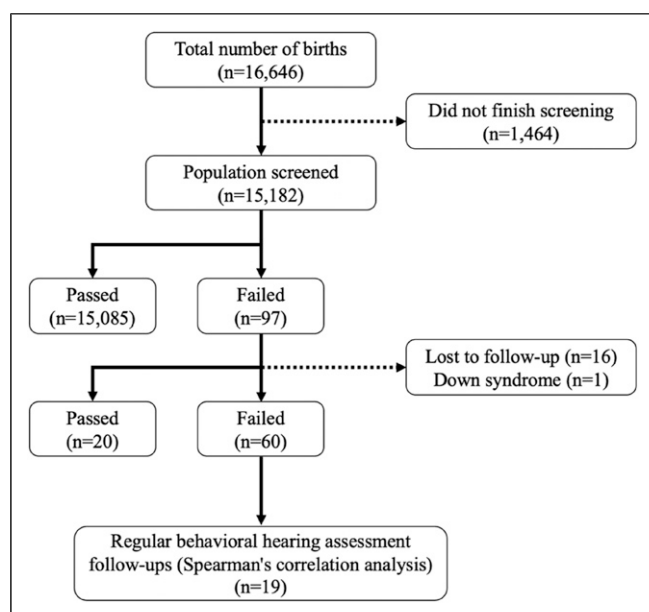 Total number of births
(n=16,646)
Did not finish screening
(n=1,464)
Population screened
(n=15,182)
Passed
(n=15,085)
Failed
(n=97)
Lost to follow-up (n=16)
Down syndrome (n=1)
Passed
(n=20)
Failed
(n=60)
Regular behavioral hearing assessment
follow-ups (Spearman's correlation analysis)
(n=19)